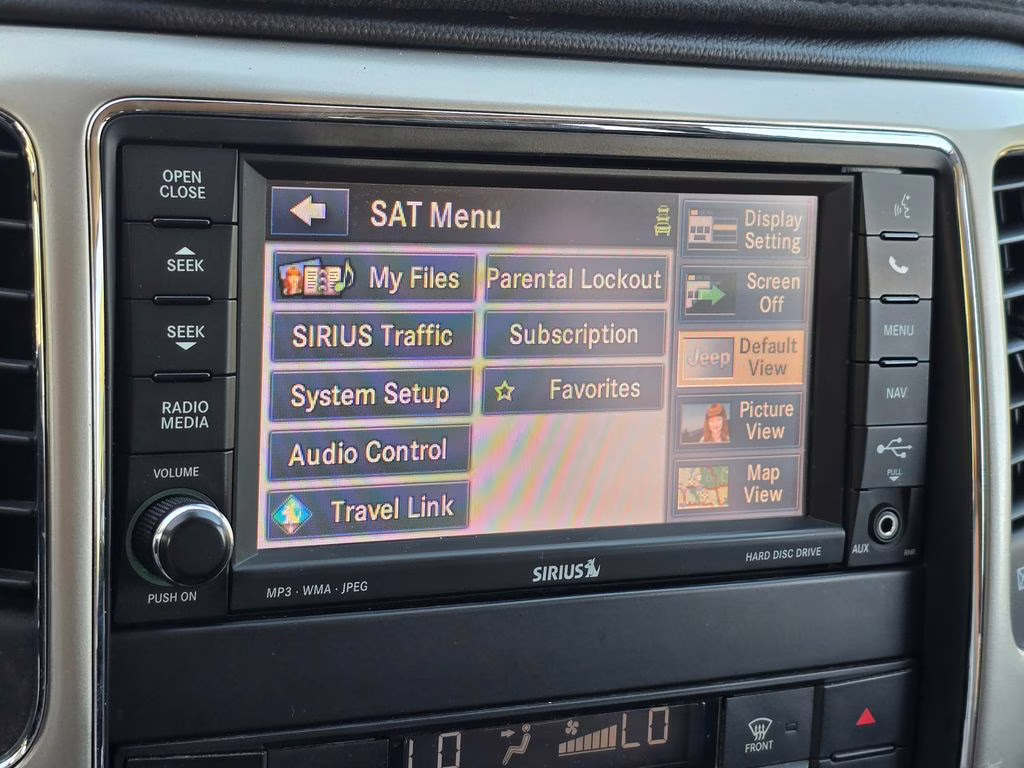 OPEN
CLOSE
SEEK
SEEK
RADIO
MEDIA
VOLUME
PUSH ON
SAT Menu
My Files
Parental Lockout
SIRIUS Traffic
Subscription
System Setup
Favorites
Audio Control
Travel Link
Display
Setting
Screen
Off
Jeep
Default
View
Picture
View
Map
View
MENU
NAV
PULL
AUX
MP3 · WMA · JPEG
SIRIUS
HARD DISC DRIVE
LO
LO
FRONT